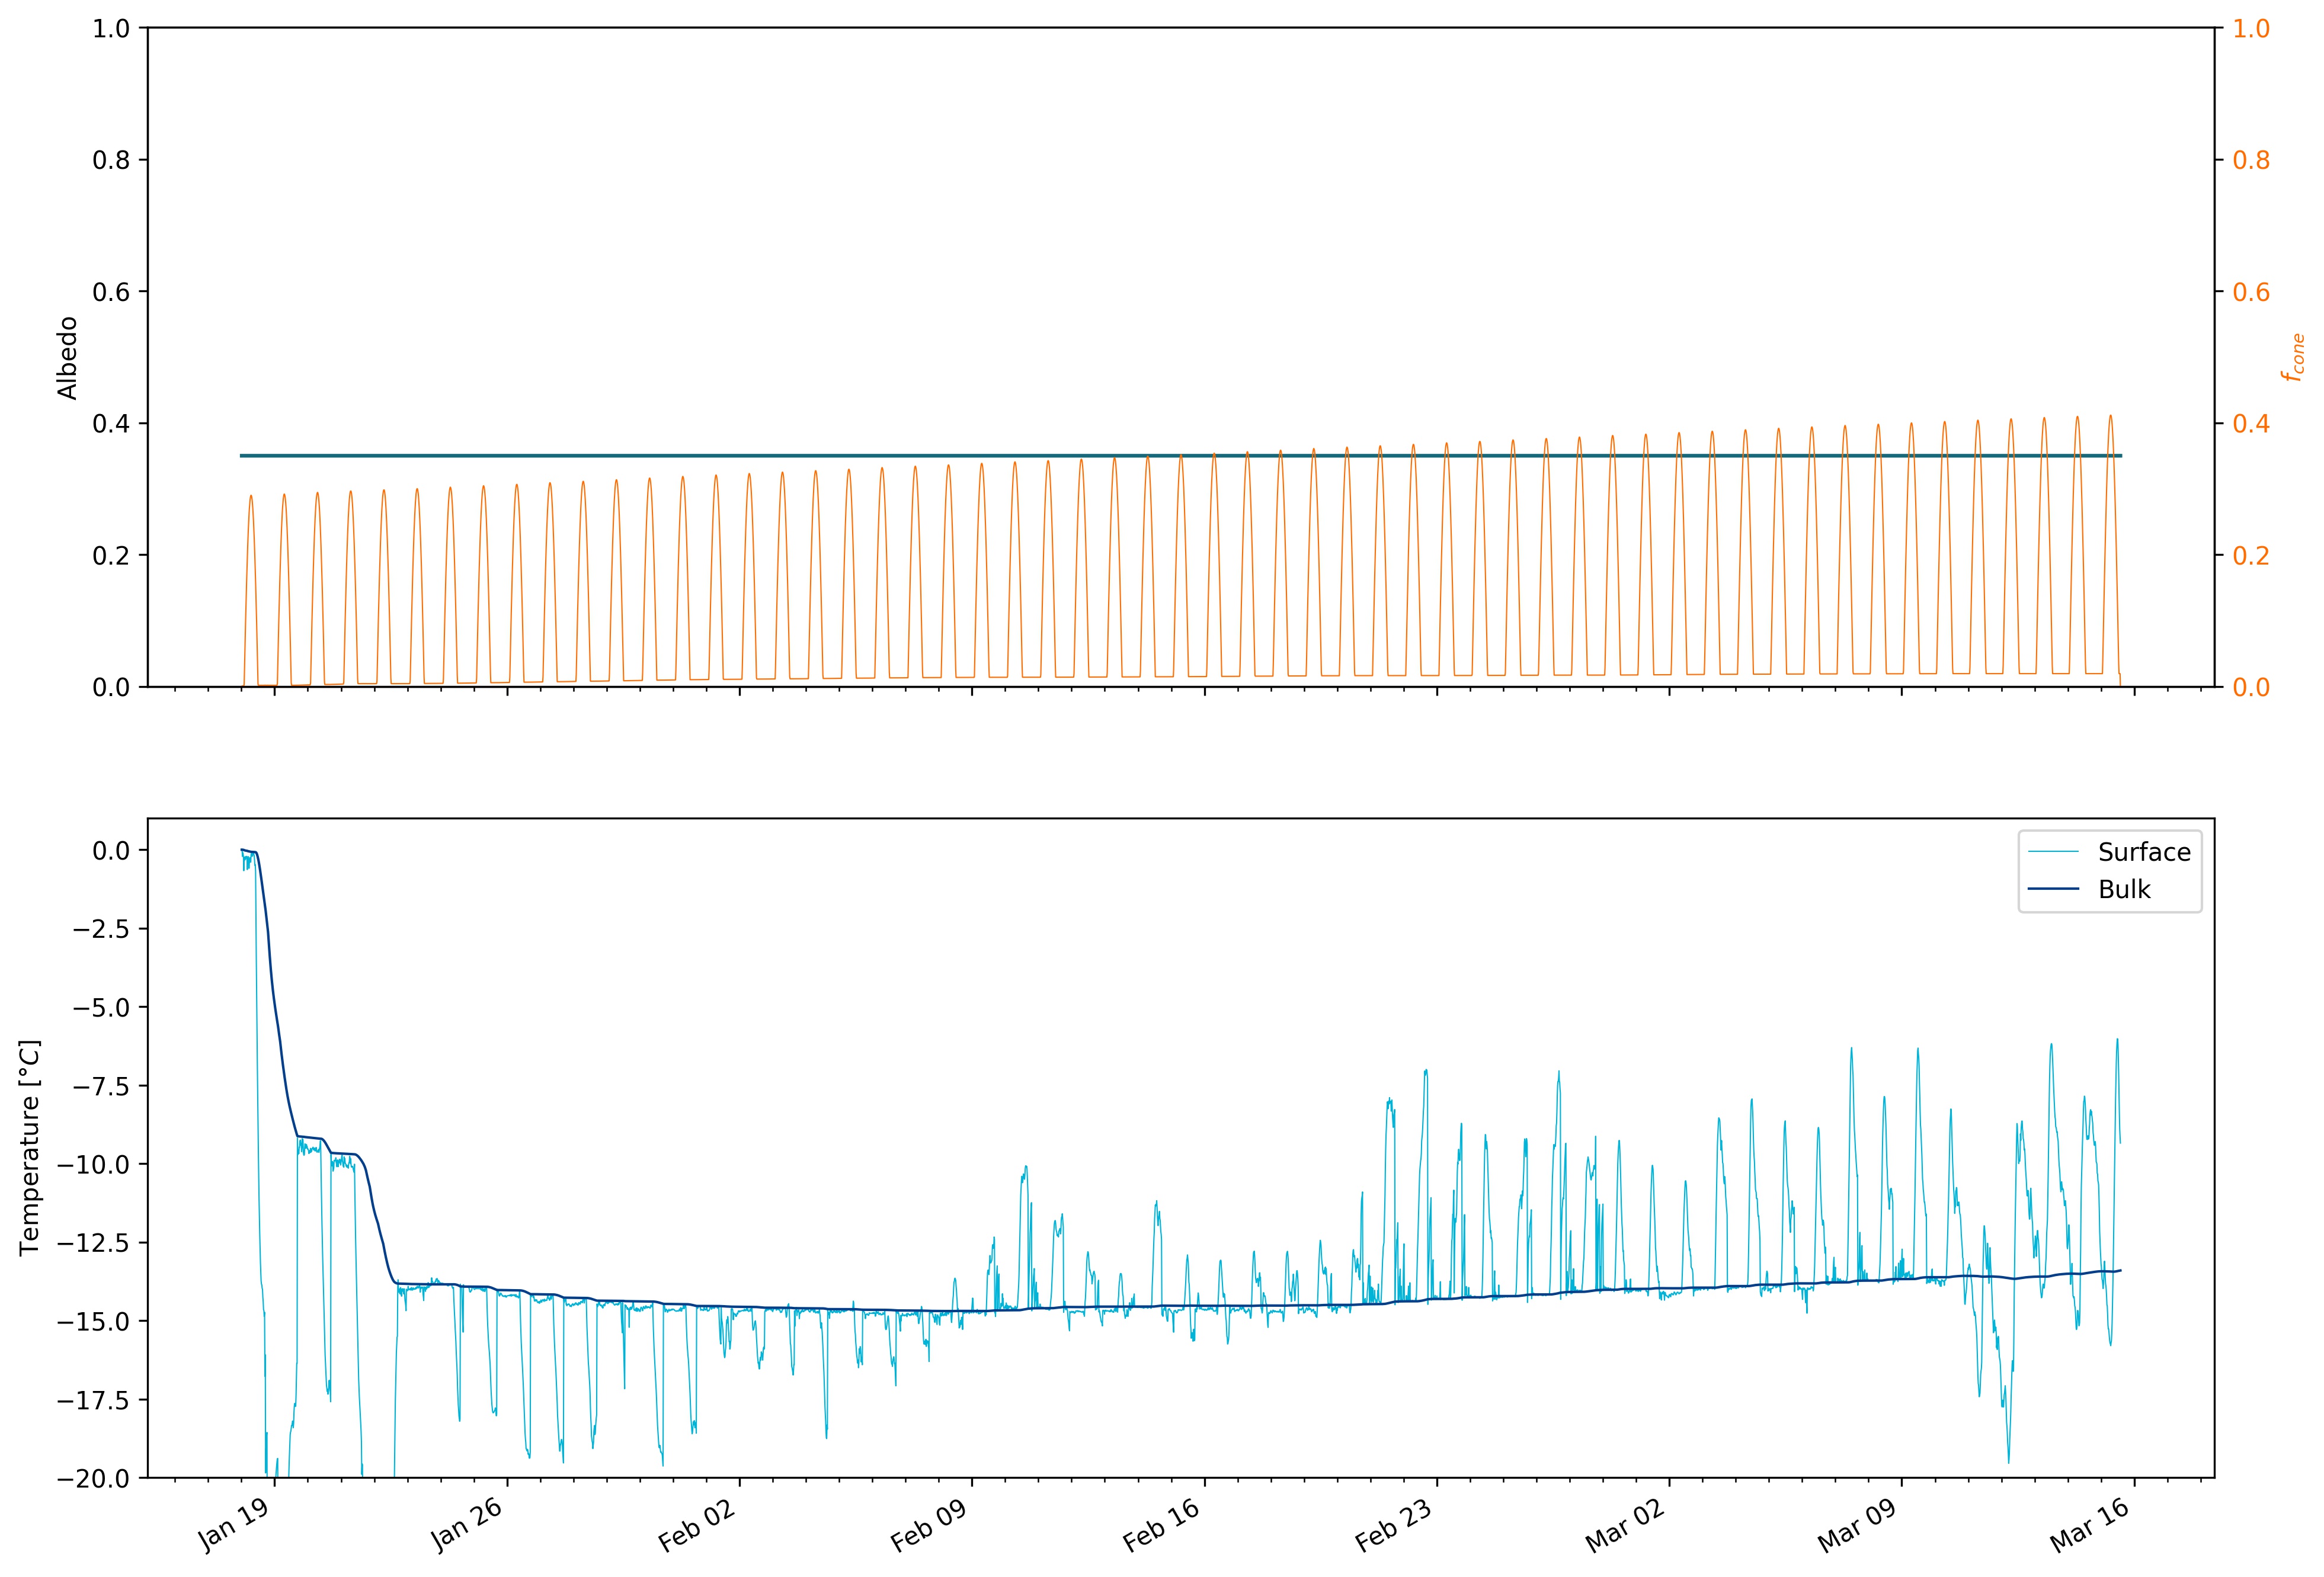 1.0
0.8
0.6
0.4
0.2
0.0
Albedo
1.0
0.8
0.6
0.4
0.2
0.0
f_cone
0.0
−2.5
−5.0
−7.5
−10.0
−12.5
−15.0
−17.5
−20.0
Temperature [°C]
Surface
Bulk
Jan 19
Jan 26
Feb 02
Feb 09
Feb 16
Feb 23
Mar 02
Mar 09
Mar 16